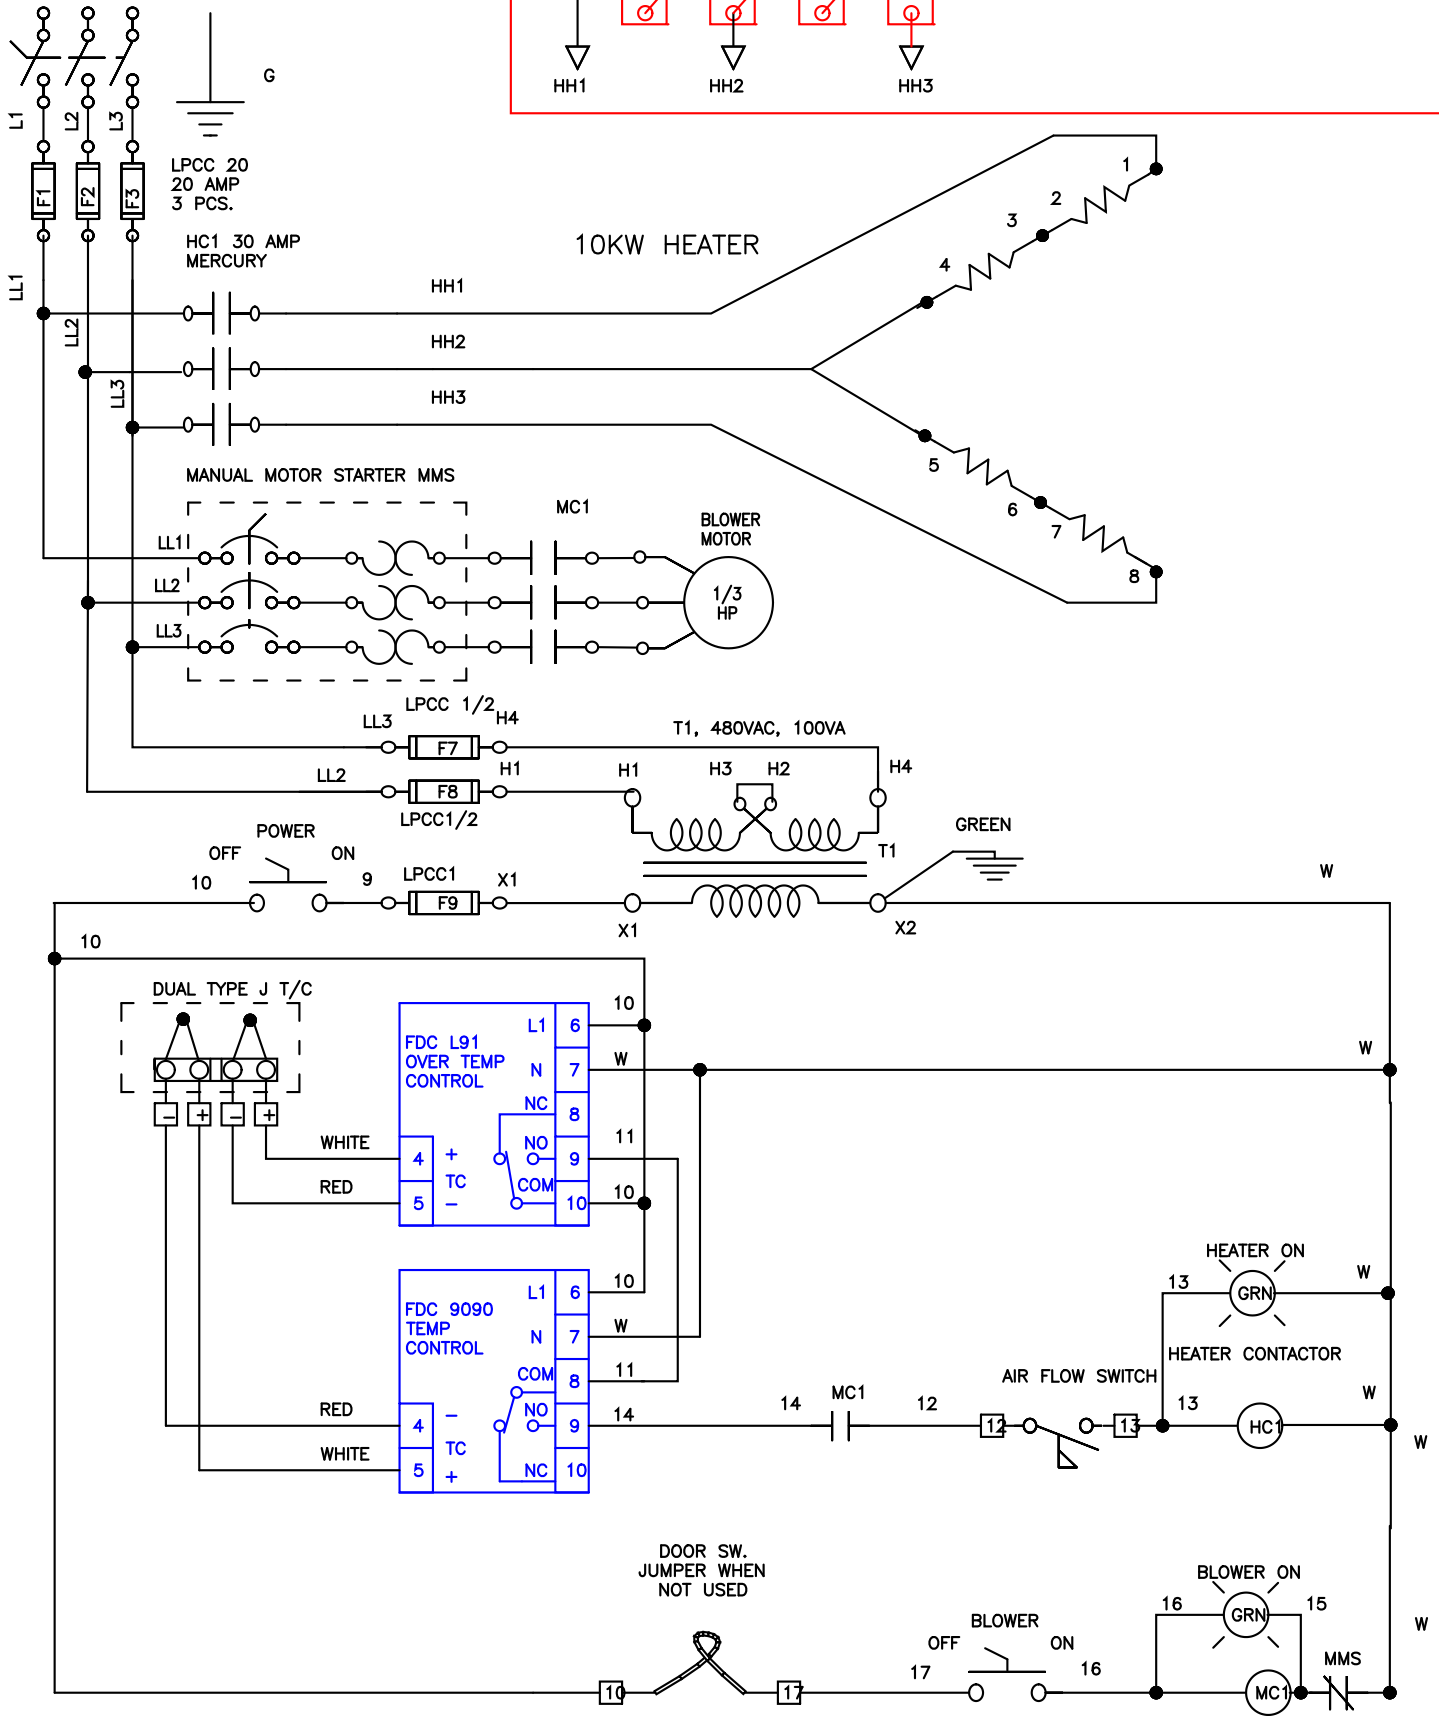 HH1
HH2
HH3
G
L1
L2
L3
F1
F2
F3
LPCC 20
20 AMP
3 PCS.
HC1 30 AMP
MERCURY
10KW HEATER
1
2
3
4
LL1
LL2
LL3
HH1
HH2
HH3
5
6
7
8
MANUAL MOTOR STARTER MMS
MC1
BLOWER
MOTOR
LL1
LL2
LL3
1/3
HP
LPCC 1/2
LL3
F7
H4
T1, 480VAC, 100VA
LL2
F8
H1
LPCC1/2
H1
H3
H2
H4
T1
POWER
OFF
ON
10
9
LPCC1
F9
X1
X1
X2
GREEN
W
10
DUAL TYPE J T/C
- + - +
FDC L91
OVER TEMP
CONTROL
L1 6
10
N 7
W
NC 8
NO 9
11
COM 10
10
WHITE
4 +
TC
RED
5 -
W
FDC 9090
TEMP
CONTROL
L1 6
10
N 7
W
COM 8
11
NO 9
14
NC 10
RED
4 -
TC
WHITE
5 +
HEATER ON
13
GRN
W
HEATER CONTACTOR
AIR FLOW SWITCH
14
MC1
12
12
13
13
HC1
W
W
DOOR SW.
JUMPER WHEN
NOT USED
10
17
17
BLOWER
OFF
ON
16
BLOWER ON
16
GRN
15
W
MC1
MMS